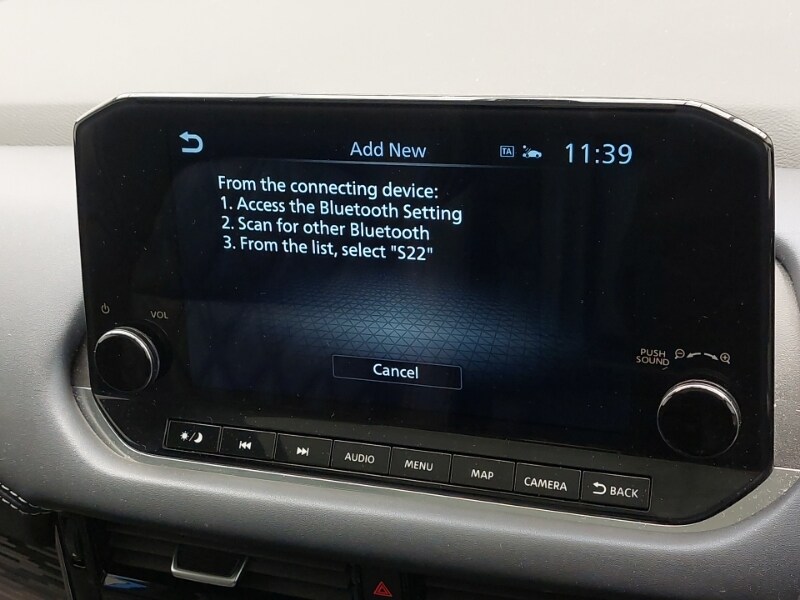 Add New
TA
11:39
From the connecting device:
1. Access the Bluetooth Setting
2. Scan for other Bluetooth
3. From the list, select "S22"
VOL
PUSH
SOUND
Cancel
AUDIO
MENU
MAP
CAMERA
BACK